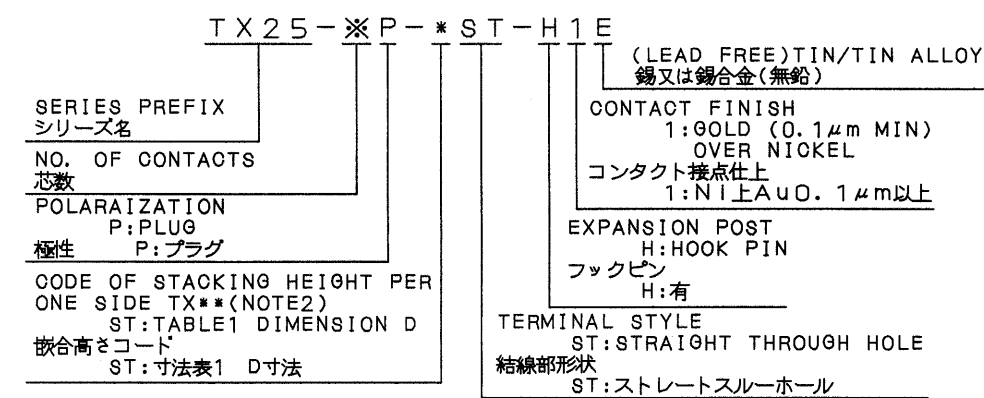 TX25-※P-*ST-H1E
(LEAD FREE)TIN/TIN ALLOY
錫又は錫合金(無鉛)
SERIES PREFIX
シリーズ名
NO. OF CONTACTS
芯数
POLARAIZATION
P:PLUG
極性 P:プラグ
CODE OF STACKING HEIGHT PER
ONE SIDE TX**(NOTE2)
ST:TABLE1 DIMENSION D
嵌合高さコード
ST:寸法表1 D寸法
CONTACT FINISH
1:GOLD (0.1μm MIN)
OVER NICKEL
コンタクト接点仕上
1:Ni上Au0.1μm以上
EXPANSION POST
H:HOOK PIN
フックピン
H:有
TERMINAL STYLE
ST:STRAIGHT THROUGH HOLE
結線部形状
ST:ストレートスルーホール